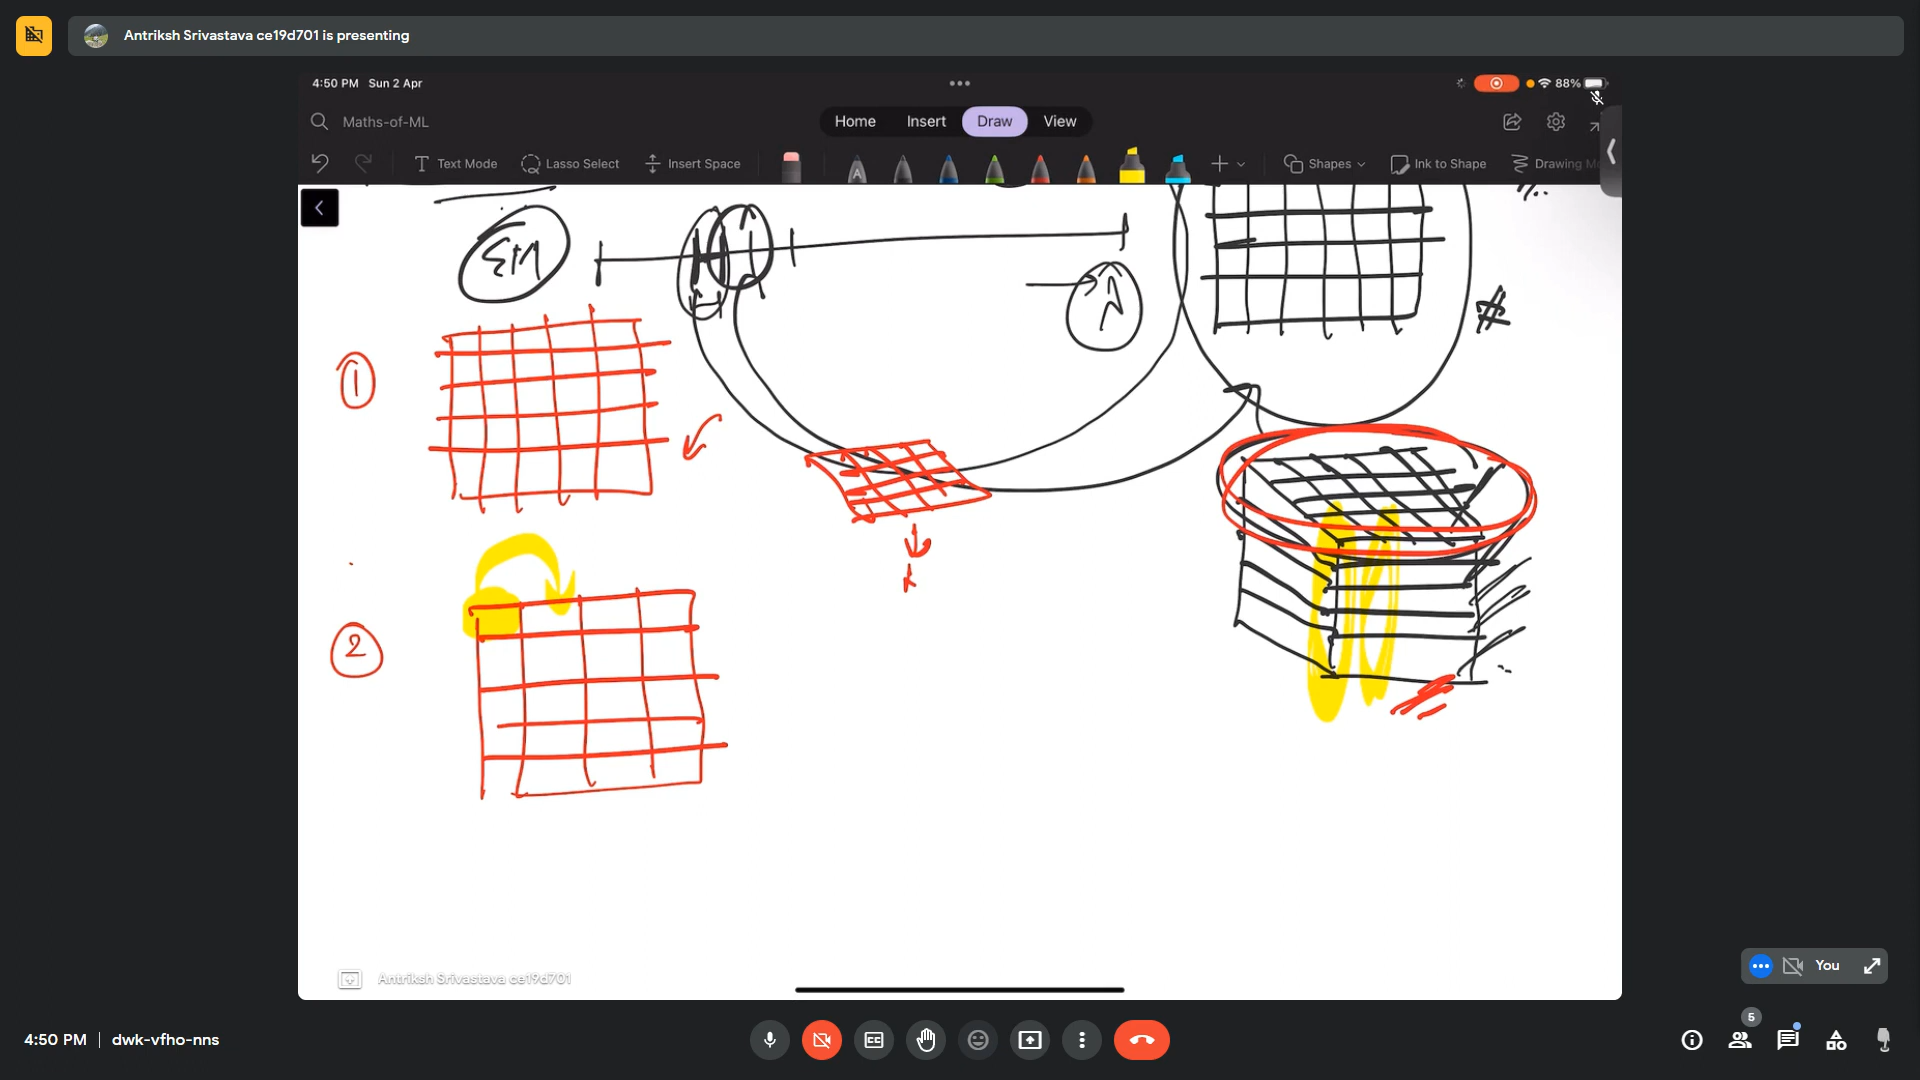 Antriksh Srivastava ce19d701 is presenting
4:50 PM Sun 2 Apr
88%
Maths-of-ML
Home Insert Draw View
Text Mode Lasso Select Insert Space
A
Shapes Ink to Shape Drawing M
EM
λ
#
1
2
Antriksh Srivastava ce19d701
You
4:50 PM | dwk-vfho-nns
CC
5